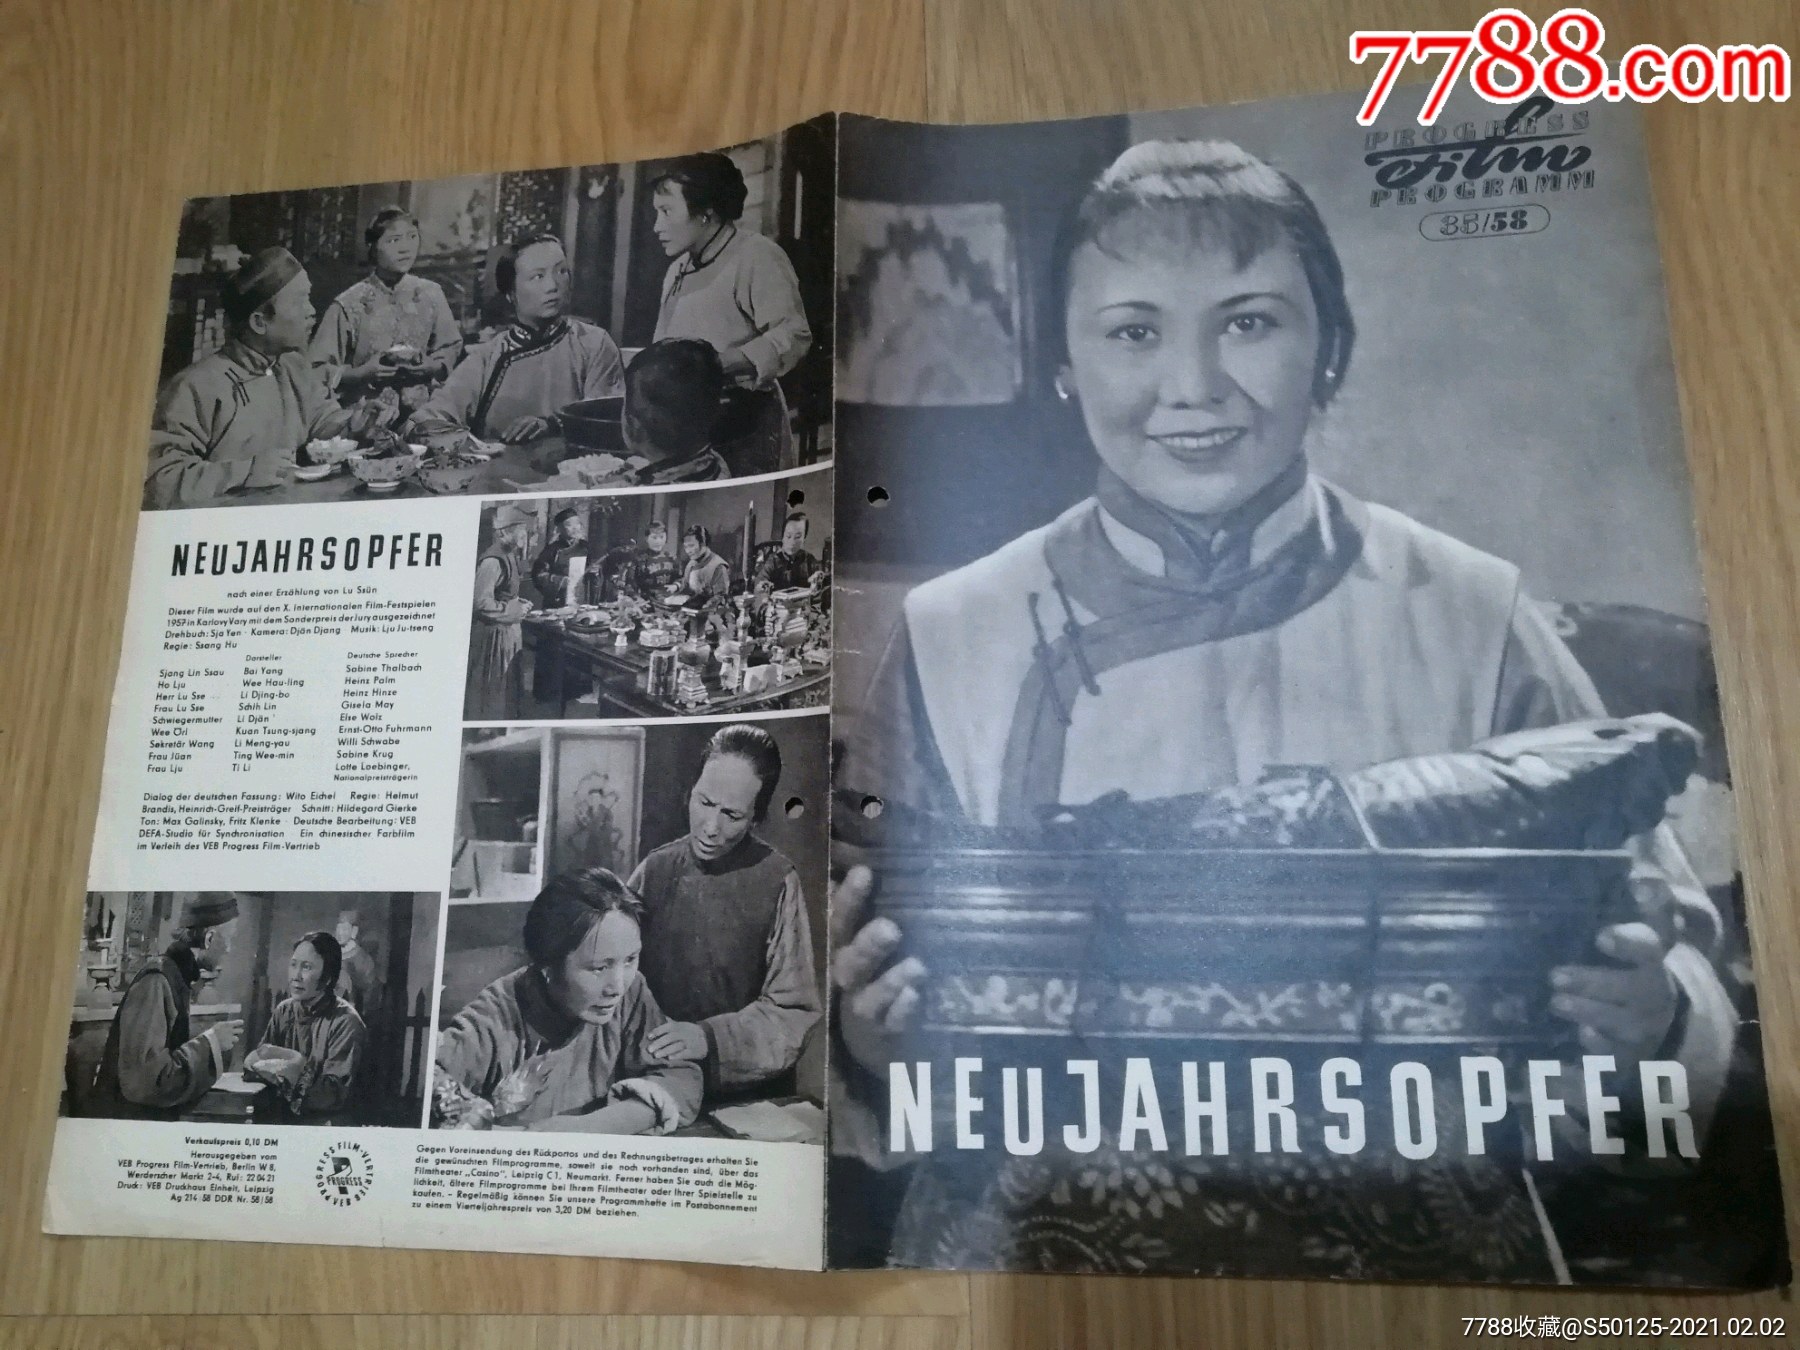 7788.com
PROGRESS
Film
PROGRAMM
35/58
NEUJAHRSOPFER
nach einer Erzählung von Lu Ssün
Dieser Film wurde auf den X. Internationalen Film-Festspielen
1957 in Karlovy Vary mit dem Sonderpreis der Jury ausgezeichnet
Drehbuch: Sja Yen · Kamera: Djän Djang Musik: Lju Ju-tseng
Regie: Ssang Hu
Darsteller Deutsche Sprecher
Sjang Lin Ssau Bai Yang Sabine Thalbach
Ho Lju Wee Hau-ling Heinz Palm
Herr Lu Sse Li Djing-bo Heinz Hinze
Frau Lu Sse Schih Lin Gisela May
Schwiegermutter Li Djän Else Wolz
Wee Örl Kuan Tsung-sjang Ernst-Otto Fuhrmann
Sekretär Wang Li Meng-yau Willi Schwabe
Frau Jüan Ting Wee-min Sabine Krug
Frau Lju Ti Li Lotte Loebinger,
Nationalpreisträgerin
Dialog der deutschen Fassung: Wito Eichel Regie: Helmut
Brandis, Heinrich-Greif-Preisträger Schnitt: Hildegard Gierke
Ton: Max Galinsky, Fritz Klenke · Deutsche Bearbeitung: VEB
DEFA-Studio für Synchronisation Ein chinesischer Farbfilm
im Verleih des VEB Progress Film-Vertrieb
Verkaufspreis 0,10 DM
Herausgegeben vom
VEB Progress Film-Vertrieb, Berlin W 8,
Werderscher Markt 2-4, Ruf: 22 04 21
Druck: VEB Druckhaus Einheit, Leipzig
Ag 214 58 DDR Nr. 58/58
PROGRESS FILM-VERTRIEB VEB
PROGRESS
Gegen Voreinsendung des Rückportos und des Rechnungsbetrages erhalten Sie
die gewünschten Filmprogramme, soweit sie noch vorhanden sind, über das
Filmtheater „Casino", Leipzig C 1, Neumarkt. Ferner haben Sie auch die Mög-
lichkeit, ältere Filmprogramme bei Ihrem Filmtheater oder Ihrer Spielstelle zu
kaufen. - Regelmäßig können Sie unsere Programmhefte im Postabonnement
zu einem Vierteljahrespreis von 3,20 DM beziehen.
NEUJAHRSOPFER
7788收藏@S50125-2021.02.02